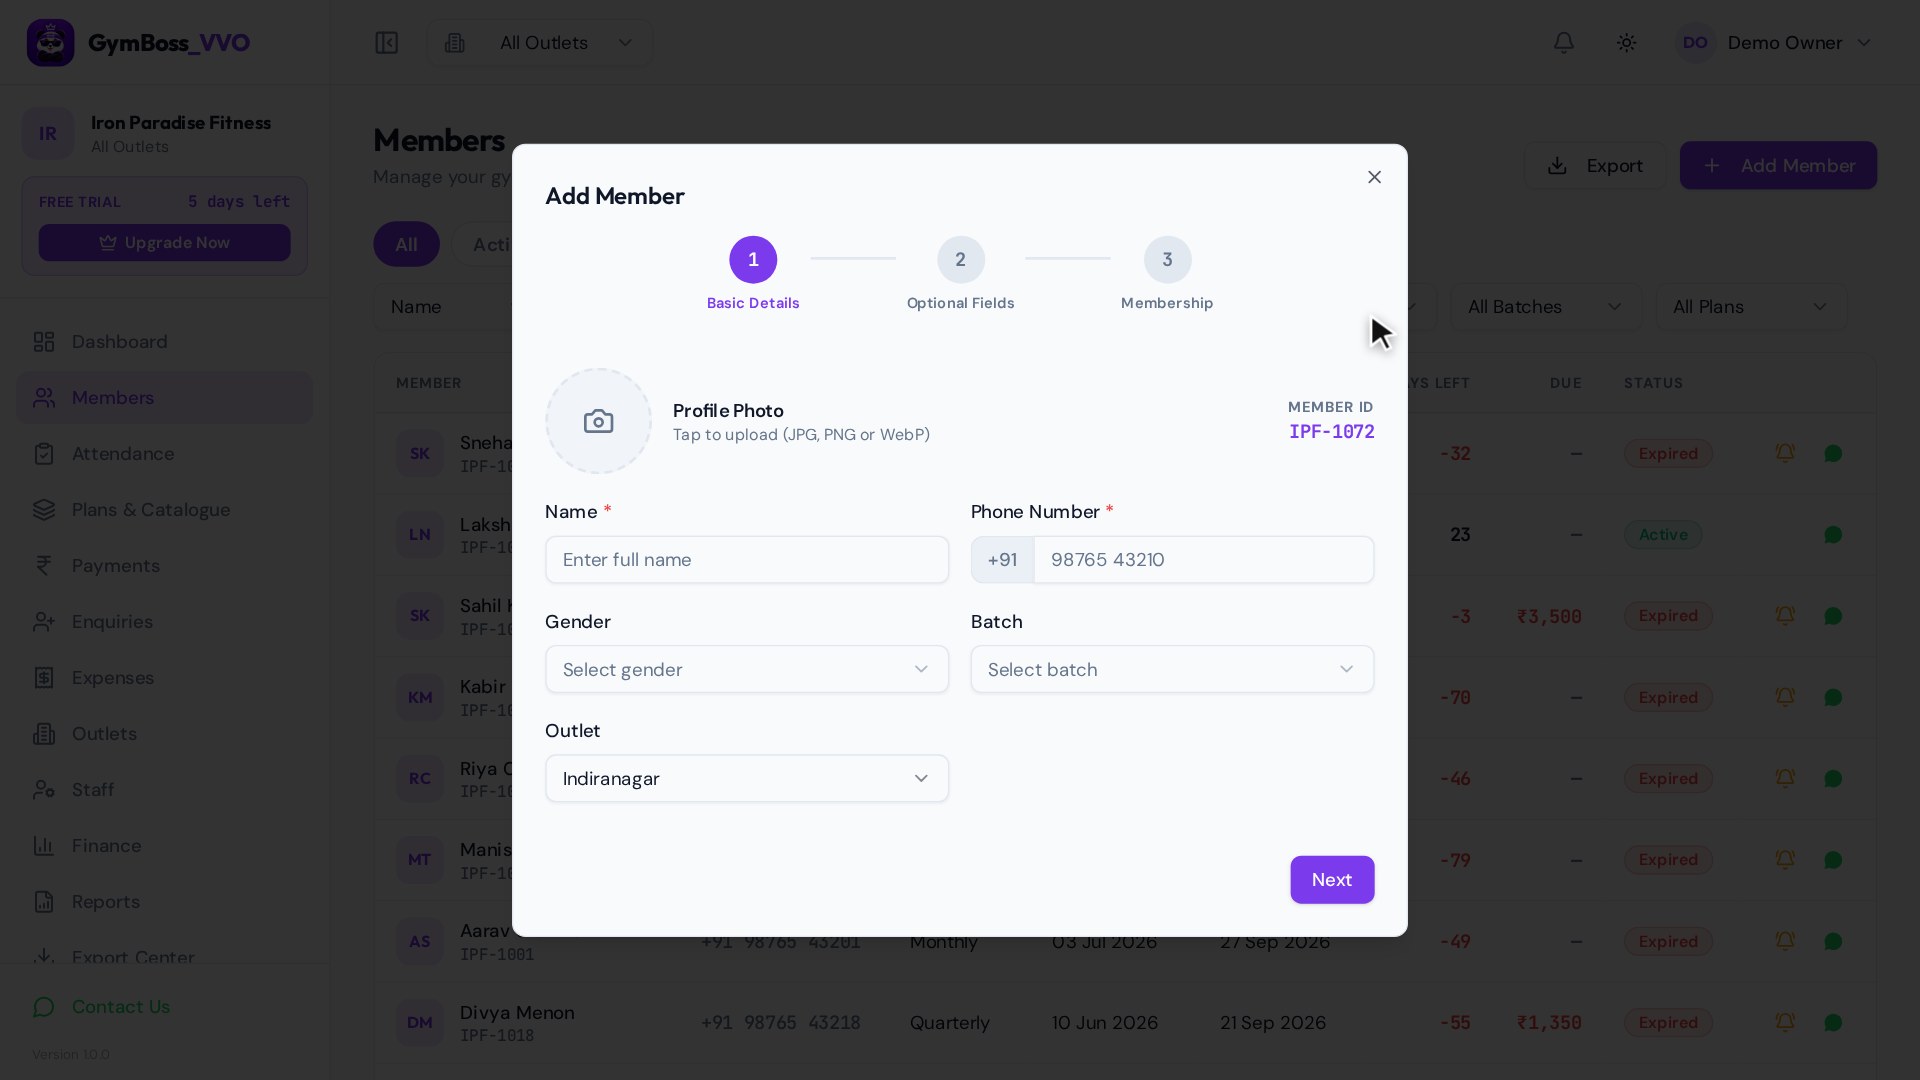 GymBoss_VVO
All Outlets
DO
Demo Owner
IR
Iron Paradise Fitness
All Outlets
FREE TRIAL
5 days left
Upgrade Now
Dashboard
Members
Attendance
Plans & Catalogue
Payments
Enquiries
Expenses
Outlets
Staff
Finance
Reports
Export Center
Contact Us
Version 1.0.0
Members
Manage your
Export
Add Member
All
Name
All Batches
All Plans
MEMBER
LEFT
DUE
STATUS
SK
-32
—
Expired
LN
23
—
Active
SK
Sahil
-3
₹3,500
Expired
KM
Kabir
-70
—
Expired
RC
Riya
-46
—
Expired
MT
-79
—
Expired
AS
Aarav
IPF-1001
+91 98765 43201
Monthly
03 Jul 2026
27 Sep 2026
-49
—
Expired
DM
Divya Menon
IPF-1018
+91 98765 43218
Quarterly
10 Jun 2026
21 Sep 2026
-55
₹1,350
Expired
Add Member
1
2
3
Basic Details
Optional Fields
Membership
Profile Photo
Tap to upload (JPG, PNG or WebP)
MEMBER ID
IPF-1072
Name *
Phone Number *
Enter full name
+91
98765 43210
Gender
Batch
Select gender
Select batch
Outlet
Indiranagar
Next